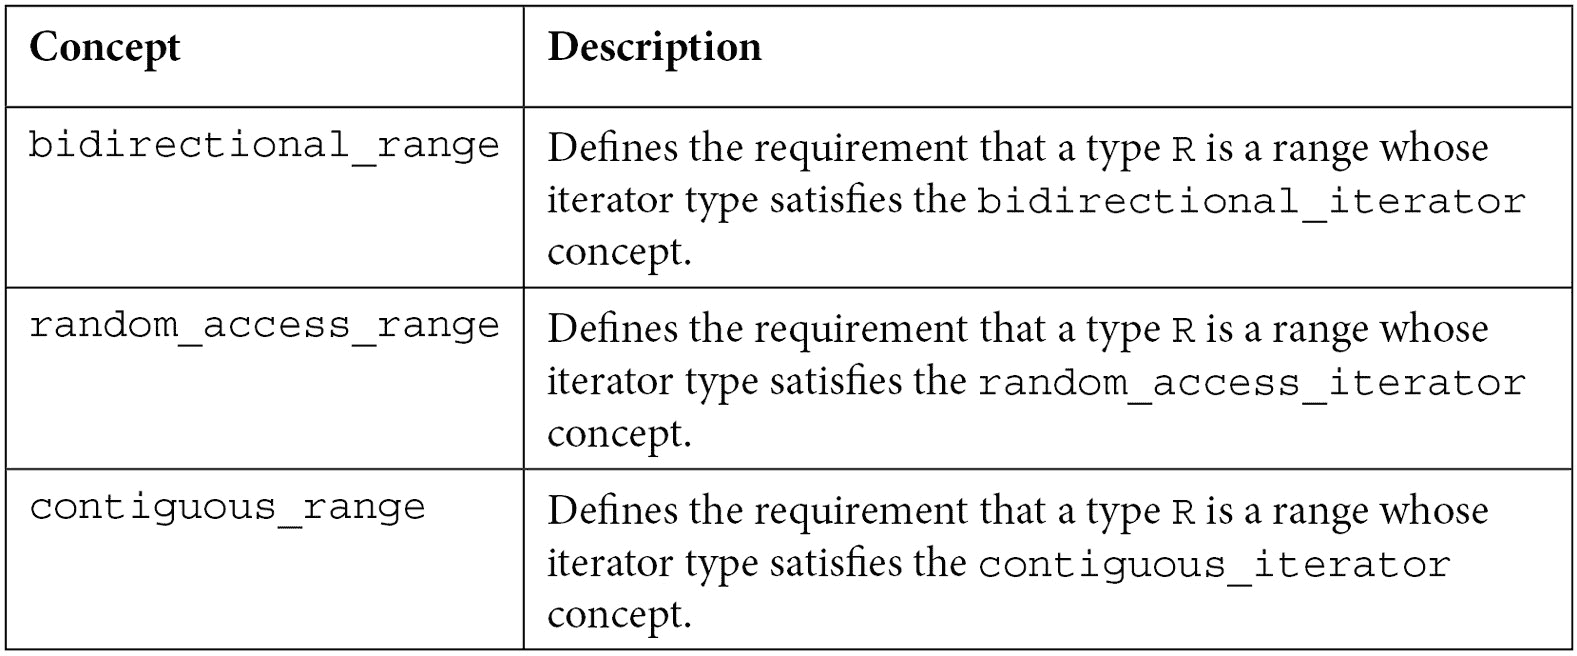 Concept
Description
bidirectional_range
Defines the requirement that a type R is a range whose
iterator type satisfies the bidirectional_iterator
concept.
random_access_range
Defines the requirement that a type R is a range whose
iterator type satisfies the random_access_iterator
concept.
contiguous_range
Defines the requirement that a type R is a range whose
iterator type satisfies the contiguous_iterator
concept.